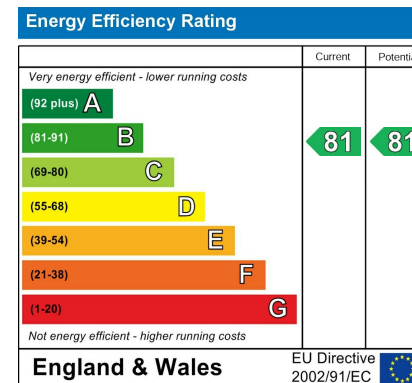 Energy Efficiency Rating
Current Potenti
Very energy efficient - lower running costs
(92 plus) A
(81-91) B 81 81
(69-80) C
(55-68) D
(39-54) E
(21-38) F
(1-20) G
Not energy efficient - higher running costs
England & Wales
EU Directive
2002/91/EC